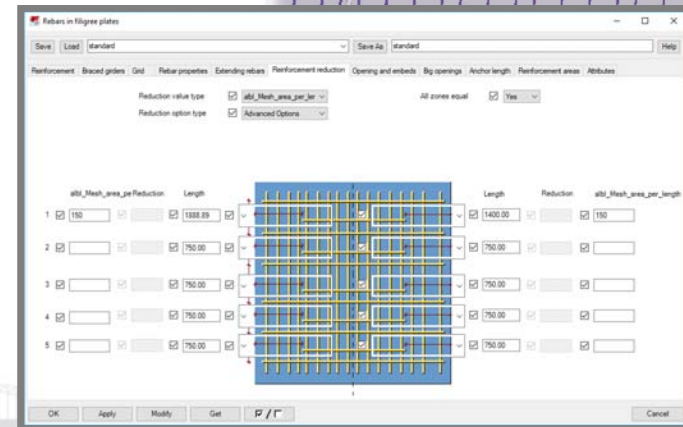 Rebars in filigree plates
Save Load standard Save As standard Help
Reinforcement Braced girders Grid Rebar properties Extending rebars Reinforcement reduction Opening and embeds Big openings Anchor length Reinforcement areas Attributes
Reduction value type albl_Mesh_area_per_ler All zones equal Yes
Reduction option type Advanced Options
albl_Mesh_area_pe Reduction Length Length Reduction albl_Mesh_area_per_length
1 150 1888.89 1400.00 150
2 750.00 750.00
3 750.00 750.00
4 750.00 750.00
5 750.00 750.00
OK Apply Modify Get / Cancel